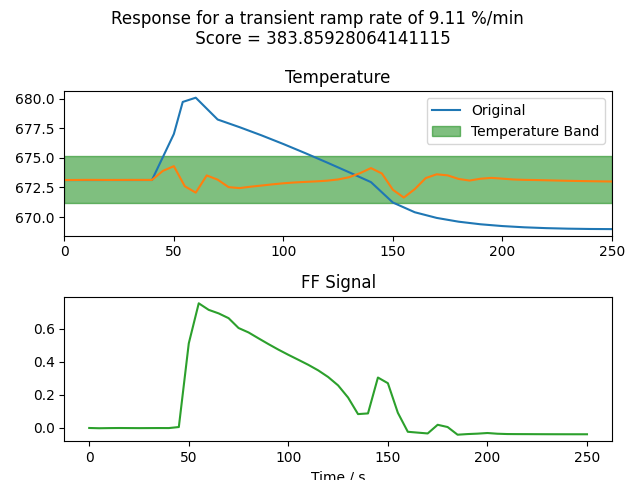 Response for a transient ramp rate of 9.11 %/min
Score = 383.85928064141115
Temperature
680.0
677.5
675.0
672.5
670.0
Original
Temperature Band
0 50 100 150 200 250
FF Signal
0.6
0.4
0.2
0.0
0 50 100 150 200 250
Time / s